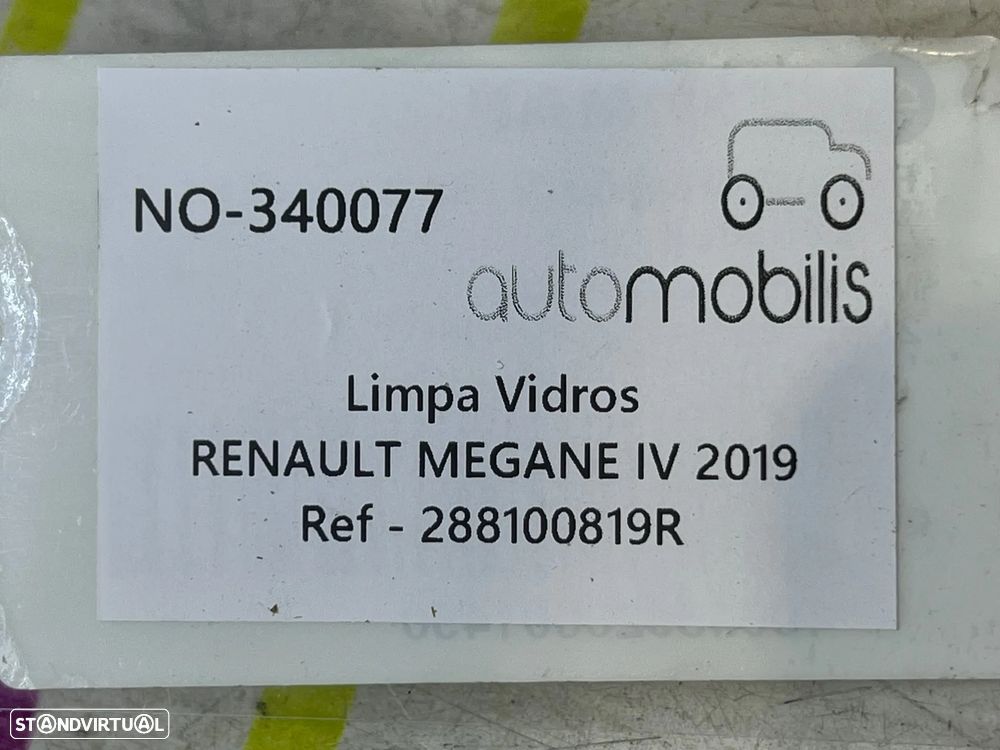 NO-340077
automobilis
Limpa Vidros
RENAULT MEGANE IV 2019
Ref - 288100819R
STANDVIRTUAL